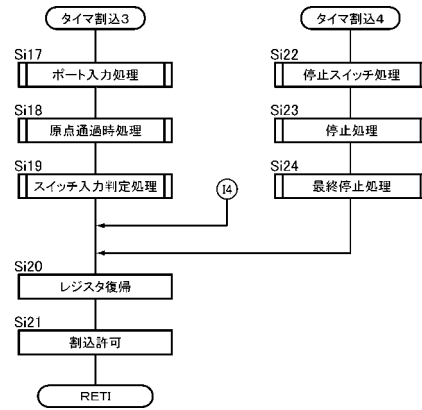 タイマ割込3
Si17
ポート入力処理
Si18
原点通過時処理
Si19
スイッチ入力判定処理
I4
Si20
レジスタ復帰
Si21
割込許可
RETI
タイマ割込4
Si22
停止スイッチ処理
Si23
停止処理
Si24
最終停止処理